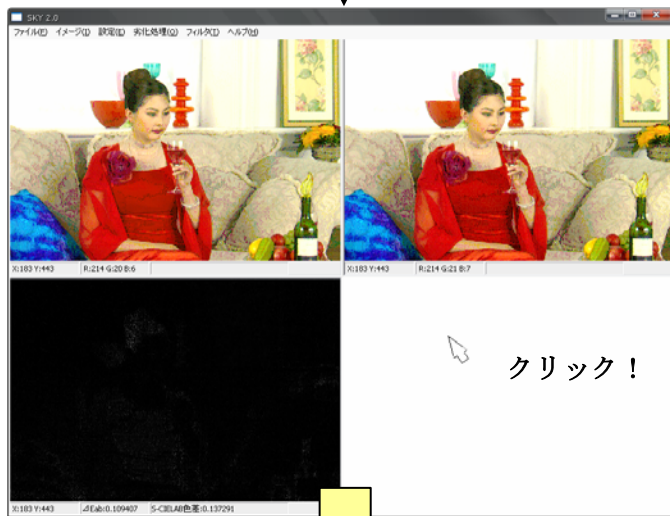 SKY 2.0
ファイル(F) イメージ(I) 設定(E) 劣化処理(Q) フィルタ(I) ヘルプ(H)
X:183 Y:443 R:214 G:20 B:6
X:183 Y:443 R:214 G:21 B:7
クリック！
X:183 Y:443 ⊿Eab:0.109407 S-CIELAB色差:0.137291